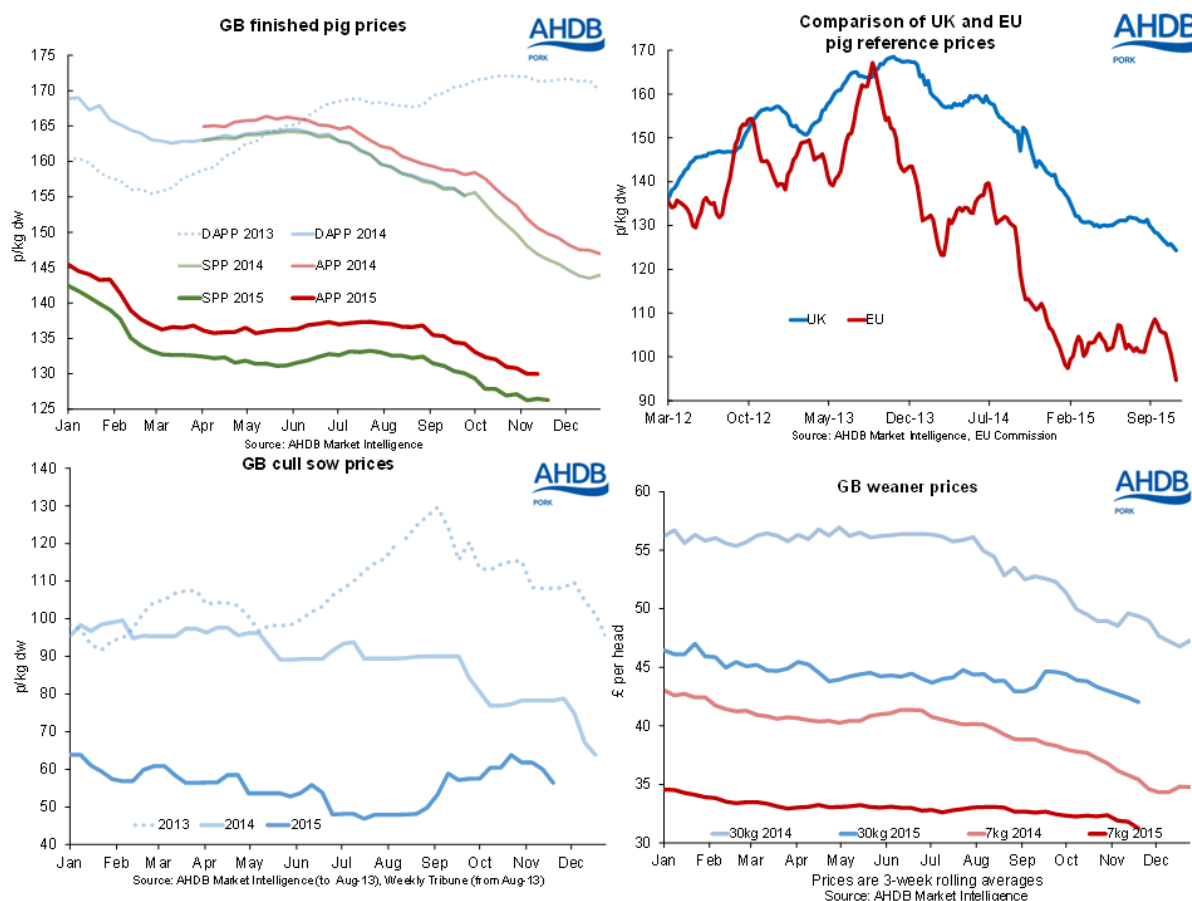 GB finished pig prices
AHDB
PORK
p/kg dw
175
170
165
160
155
150
145
140
135
130
125
DAPP 2013
DAPP 2014
SPP 2014
APP 2014
SPP 2015
APP 2015
Jan Feb Mar Apr May Jun Jul Aug Sep Oct Nov Dec
Source: AHDB Market Intelligence
Comparison of UK and EU
pig reference prices
AHDB
PORK
p/kg dw
170
160
150
140
130
120
110
100
90
UK
EU
Mar-12 Oct-12 May-13 Dec-13 Jul-14 Feb-15 Sep-15
Source: AHDB Market Intelligence, EU Commission
GB cull sow prices
AHDB
PORK
p/kg dw
140
130
120
110
100
90
80
70
60
50
40
2013
2014
2015
Jan Feb Mar Apr May Jun Jul Aug Sep Oct Nov Dec
Source: AHDB Market Intelligence (to Aug-13), Weekly Tribune (from Aug-13)
GB weaner prices
AHDB
PORK
£ per head
60
55
50
45
40
35
30
30kg 2014
30kg 2015
7kg 2014
7kg 2015
Jan Feb Mar Apr May Jun Jul Aug Sep Oct Nov Dec
Prices are 3-week rolling averages
Source: AHDB Market Intelligence